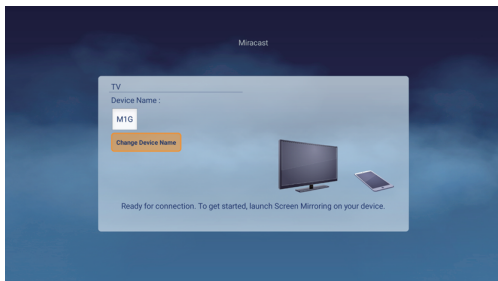 Miracast
TV
Device Name :
M1G
Change Device Name
Ready for connection. To get started, launch Screen Mirroring on your device.